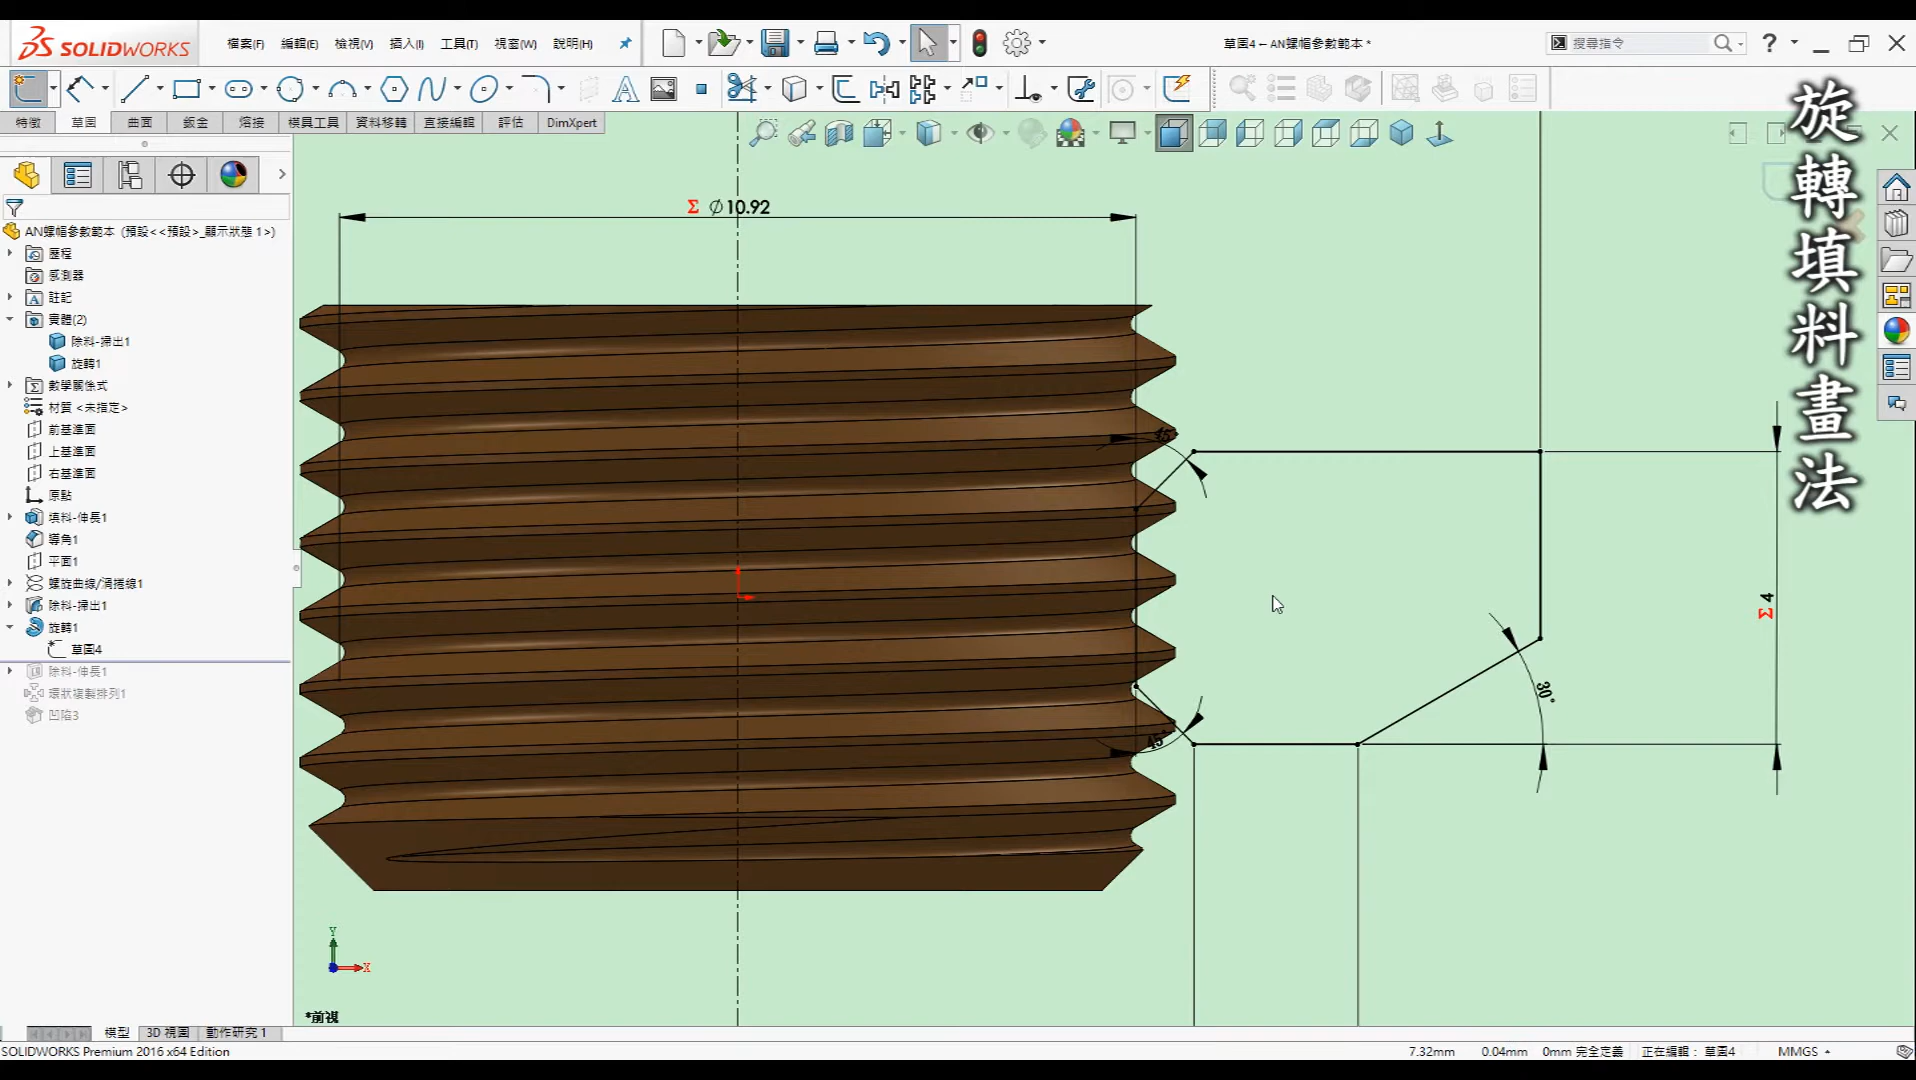 SOLIDWORKS
檔案(F) 編輯(E) 檢視(V) 插入(I) 工具(T) 視窗(W) 說明(H)
草圖4 – AN螺帽參數範本 *
搜尋指令
特徵 草圖 曲面 鈑金 熔接 模具工具 資料移轉 直接編輯 評估 DimXpert
旋轉填料畫法
AN螺帽參數範本 (預設<<預設>_顯示狀態 1>)
歷程
感測器
註記
實體(2)
除料-掃出1
旋轉1
數學關係式
材質 <未指定>
前基準面
上基準面
右基準面
原點
填料-伸長1
導角1
平面1
螺旋曲線/渦捲線1
除料-掃出1
旋轉1
草圖4
除料-伸長1
環狀複製排列1
凹陷3
Σ ∅10.92
45°
Σ 4
30°
45°
Y
X
*前視
模型 3D 視圖 動作研究 1
SOLIDWORKS Premium 2016 x64 Edition
7.32mm 0.04mm 0mm 完全定義 正在編輯： 草圖4 MMGS